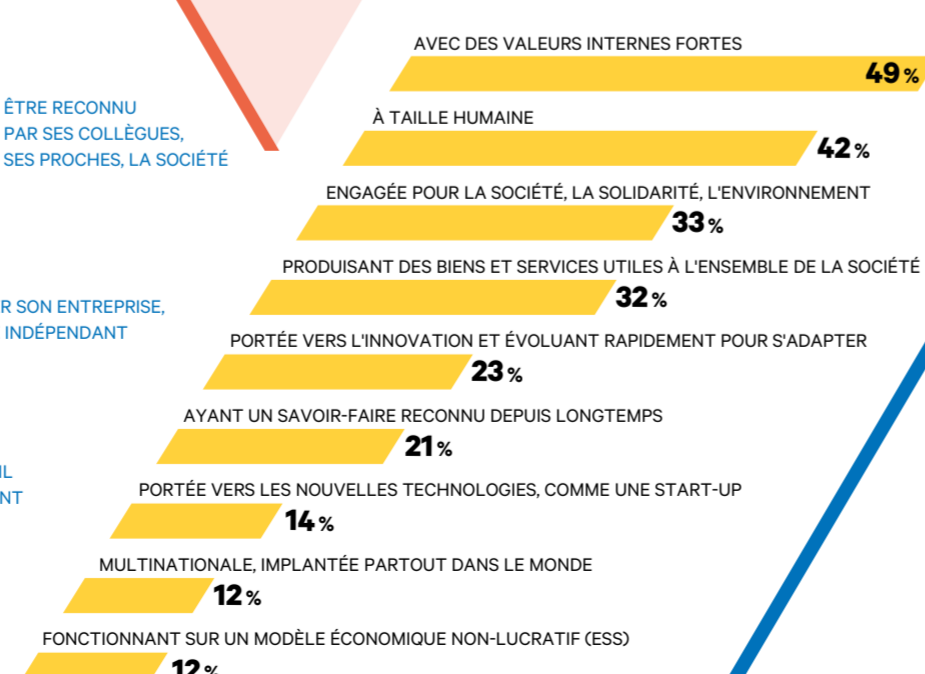 AVEC DES VALEURS INTERNES FORTES
49 %
ÊTRE RECONNU
PAR SES COLLÈGUES,
SES PROCHES, LA SOCIÉTÉ
À TAILLE HUMAINE
42 %
ENGAGÉE POUR LA SOCIÉTÉ, LA SOLIDARITÉ, L'ENVIRONNEMENT
33 %
PRODUISANT DES BIENS ET SERVICES UTILES À L'ENSEMBLE DE LA SOCIÉTÉ
32 %
R SON ENTREPRISE,
INDÉPENDANT
PORTÉE VERS L'INNOVATION ET ÉVOLUANT RAPIDEMENT POUR S'ADAPTER
23 %
AYANT UN SAVOIR-FAIRE RECONNU DEPUIS LONGTEMPS
21 %
IL
NT
PORTÉE VERS LES NOUVELLES TECHNOLOGIES, COMME UNE START-UP
14 %
MULTINATIONALE, IMPLANTÉE PARTOUT DANS LE MONDE
12 %
FONCTIONNANT SUR UN MODÈLE ÉCONOMIQUE NON-LUCRATIF (ESS)
12 %